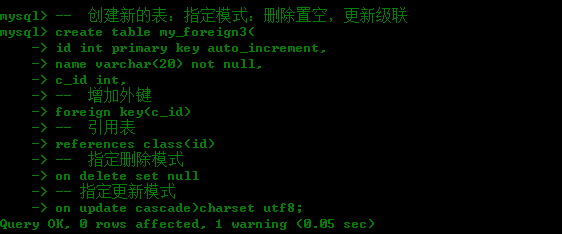 mysql> -- 创建新的表：指定模式：删除置空，更新级联
mysql> create table my_foreign3(
    -> id int primary key auto_increment,
    -> name varchar(20) not null,
    -> c_id int,
    -> -- 增加外键
    -> foreign key(c_id)
    -> -- 引用表
    -> references class(id)
    -> -- 指定删除模式
    -> on delete set null
    -> -- 指定更新模式
    -> on update cascade)charset utf8;
Query OK, 0 rows affected, 1 warning (0.05 sec)